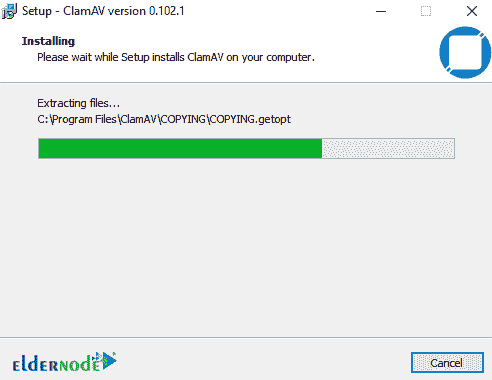 Setup - ClamAV version 0.102.1
Installing
Please wait while Setup installs ClamAV on your computer.
Extracting files...
C:\Program Files\ClamAV\COPYING\COPYING.getopt
eLDeRNODe
Cancel